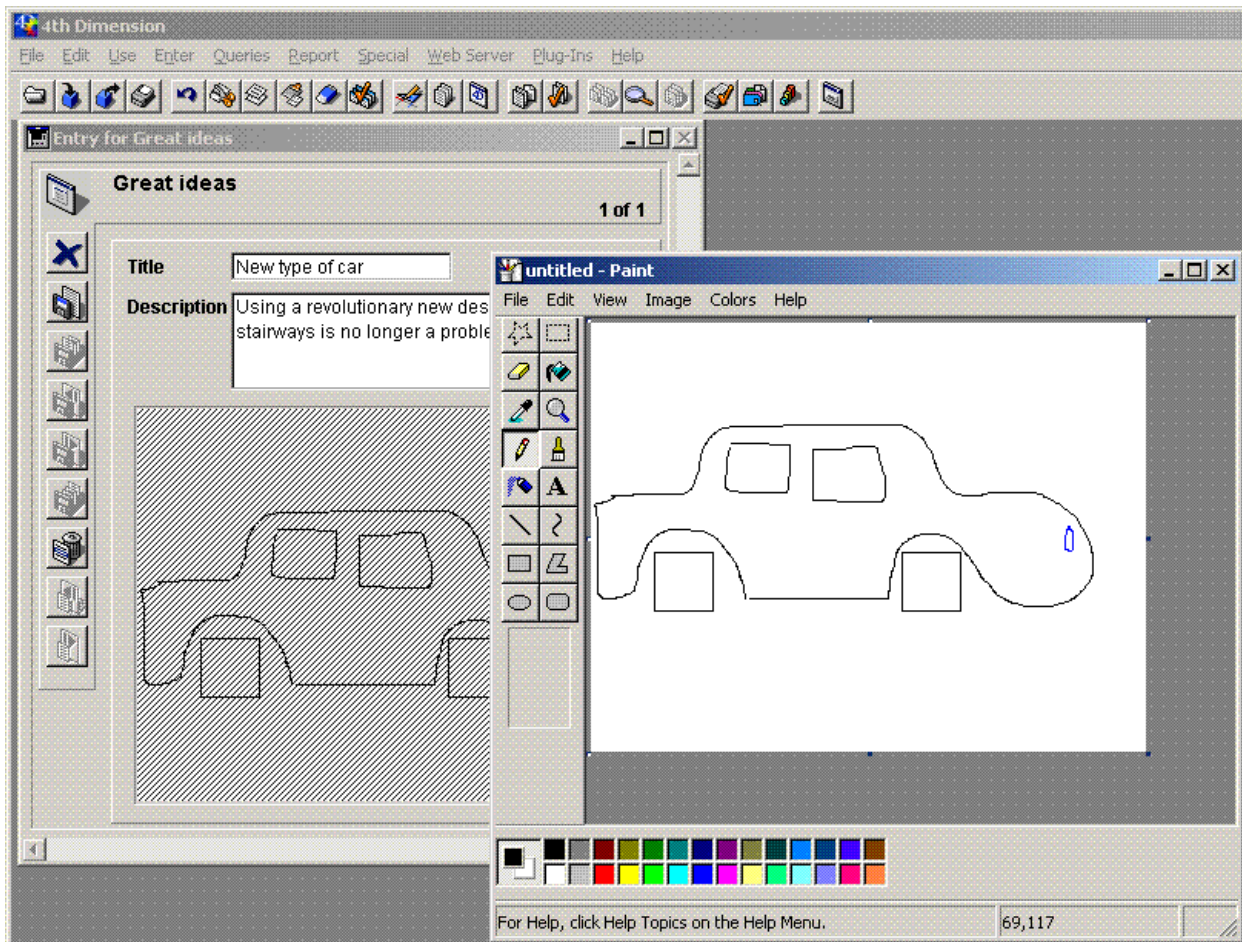 4th Dimension
File Edit Use Enter Queries Report Special Web Server Plug-Ins Help
Entry for Great ideas
Great ideas
1 of 1
Title New type of car
Description Using a revolutionary new des
stairways is no longer a proble
untitled - Paint
File Edit View Image Colors Help
A
For Help, click Help Topics on the Help Menu. 69,117